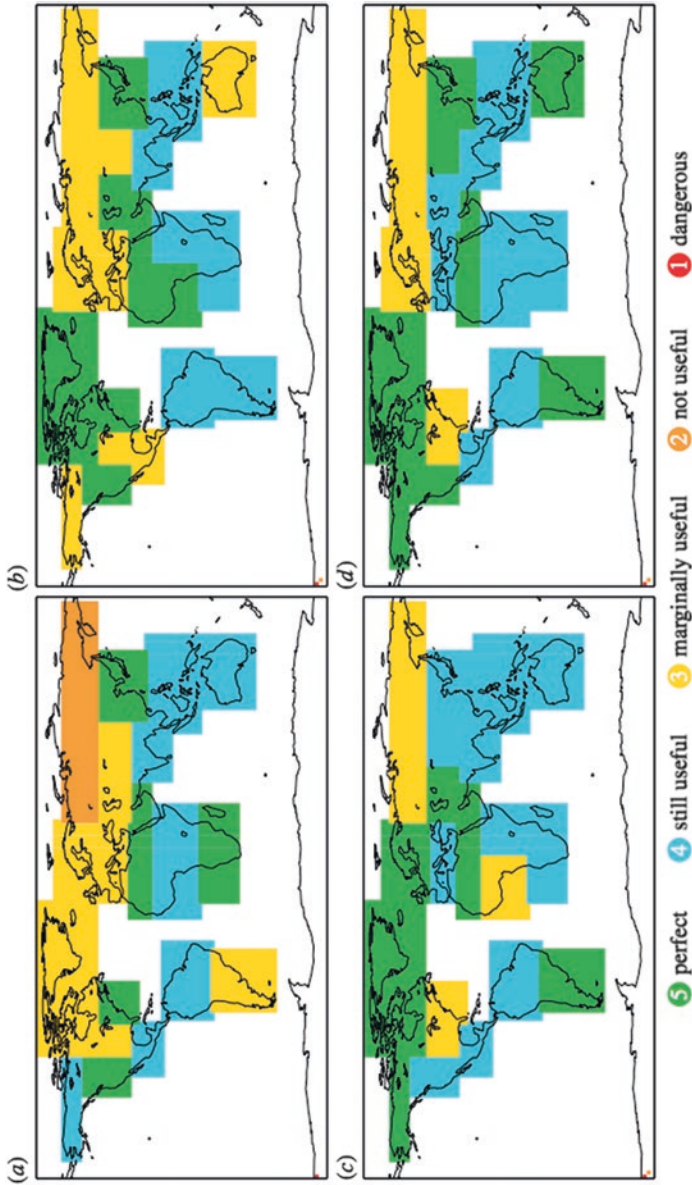 (a)
(b)
(c)
(d)
5 perfect 4 still useful 3 marginally useful 2 not useful 1 dangerous